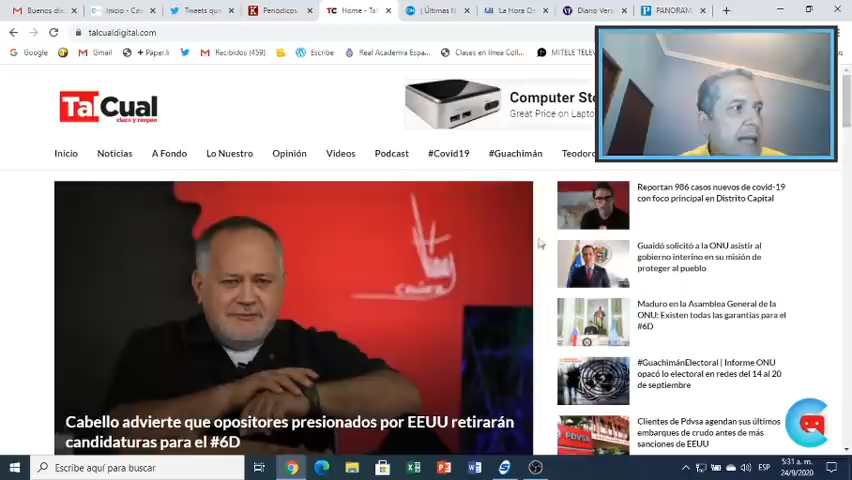 Buenos día
Inicio - Ca
Tweets que
Periódicos
Home - Ta
| Últimas N
La Hora On
Diario Vers
PANORAM
talcualdigital.com
Google
Gmail
+ Paper.li
Recibidos (459)
Escribe
Real Academia Espa...
Clases en línea Coll...
MITELE TELEV
TalCual
claro y raspao
Computer Sto
Great Price on Lapto
Inicio Noticias A Fondo Lo Nuestro Opinión Videos Podcast #Covid19 #Guachimán Teodoro
Cabello advierte que opositores presionados por EEUU retirarán
candidaturas para el #6D
Reportan 986 casos nuevos de covid-19
con foco principal en Distrito Capital
Guaidó solicitó a la ONU asistir al
gobierno interino en su misión de
proteger al pueblo
Maduro en la Asamblea General de la
ONU: Existen todas las garantías para el
#6D
#GuachimánElectoral | Informe ONU
opacó lo electoral en redes del 14 al 20
de septiembre
PDVSA
Clientes de Pdvsa agendan sus últimos
embarques de crudo antes de más
sanciones de EEUU
Escribe aquí para buscar
ESP
5:31 a. m.
24/9/2020